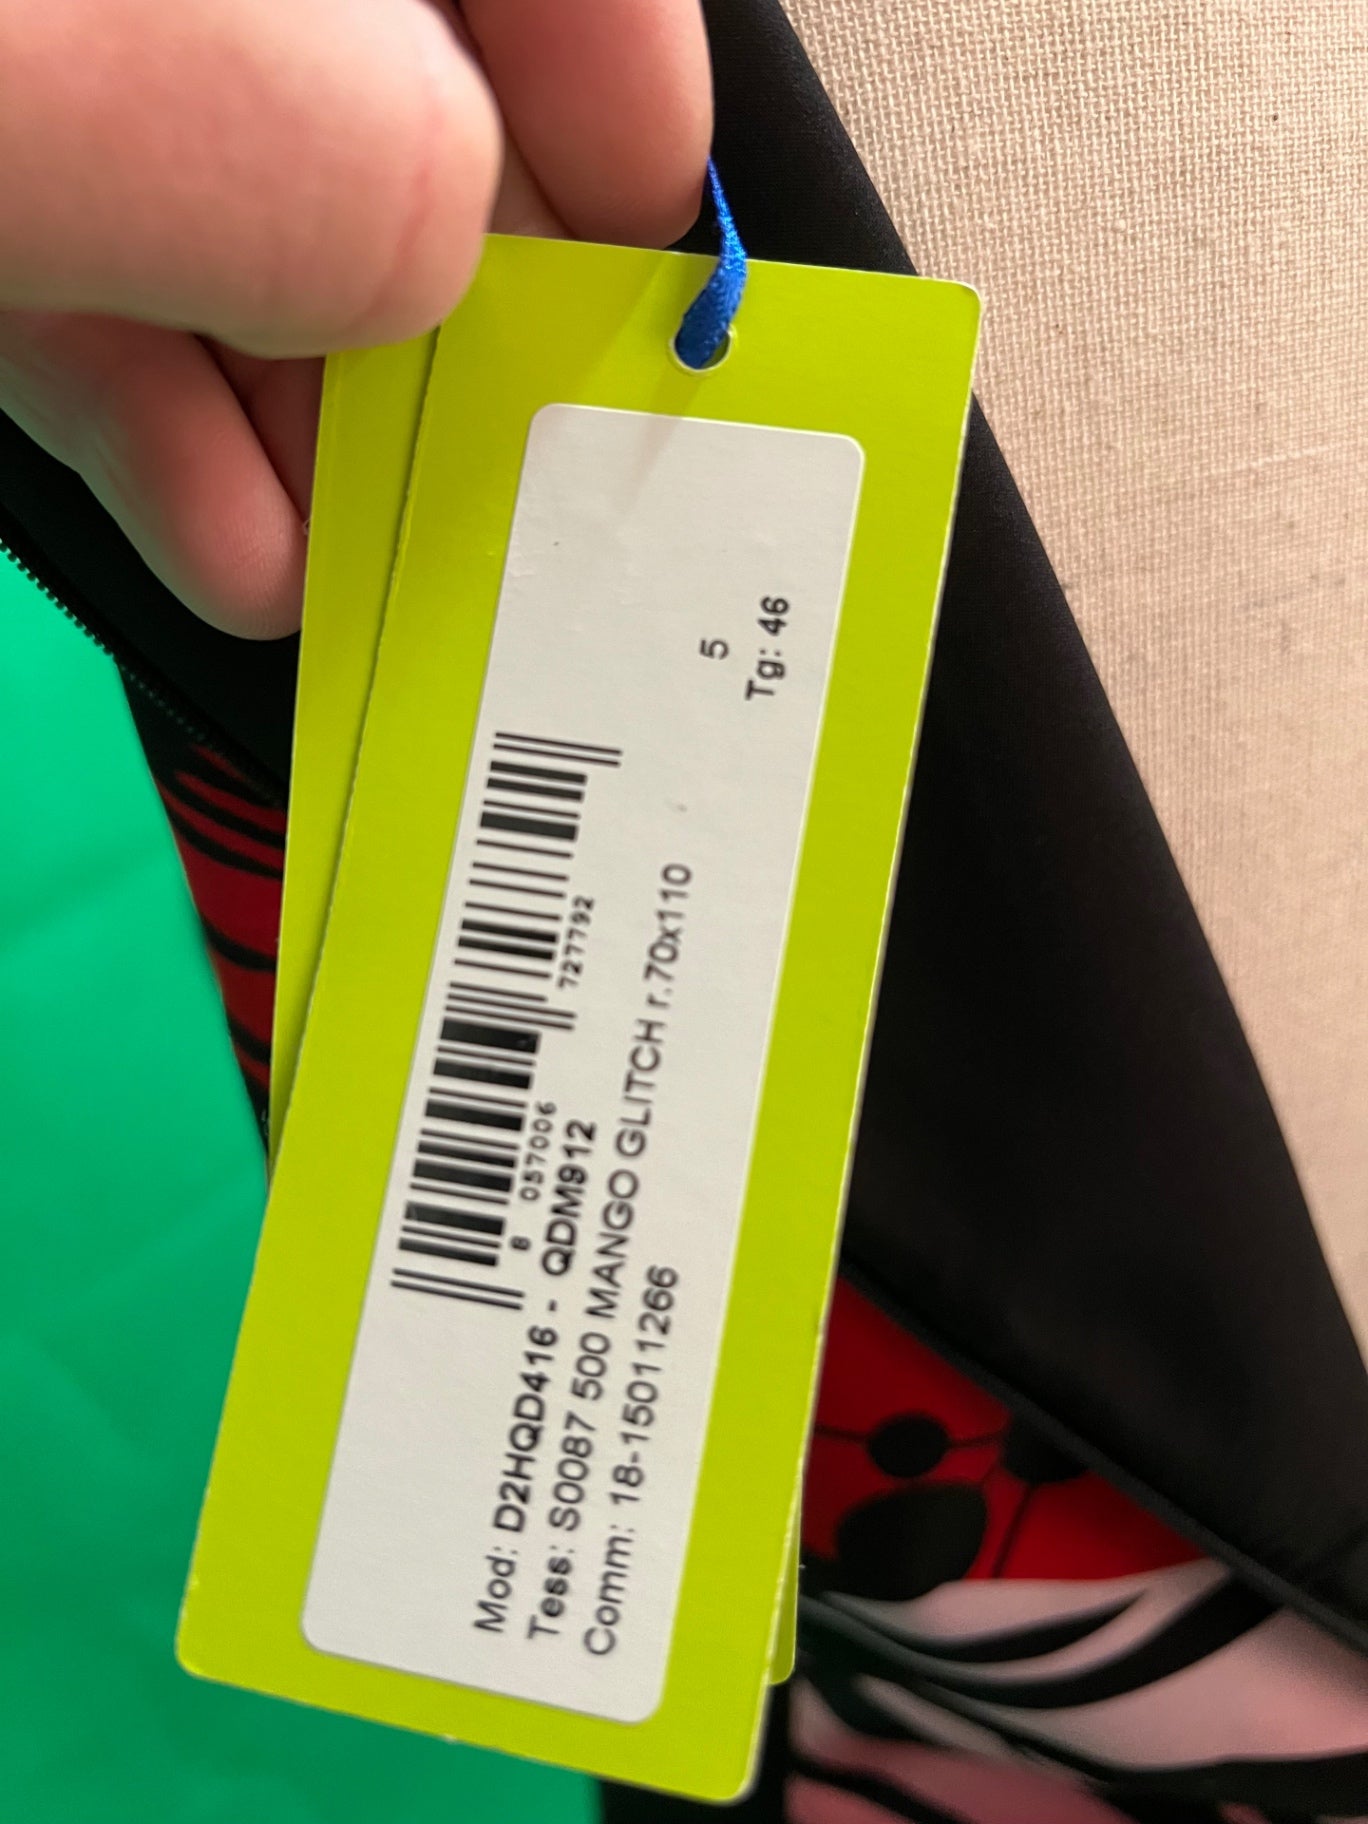 8 057006 727792
Mod: D2HQD416 - QDM912
Tess: S0087 500 MANGO GLITCH r.70x110
Comm: 18-15011266
5
Tg: 46